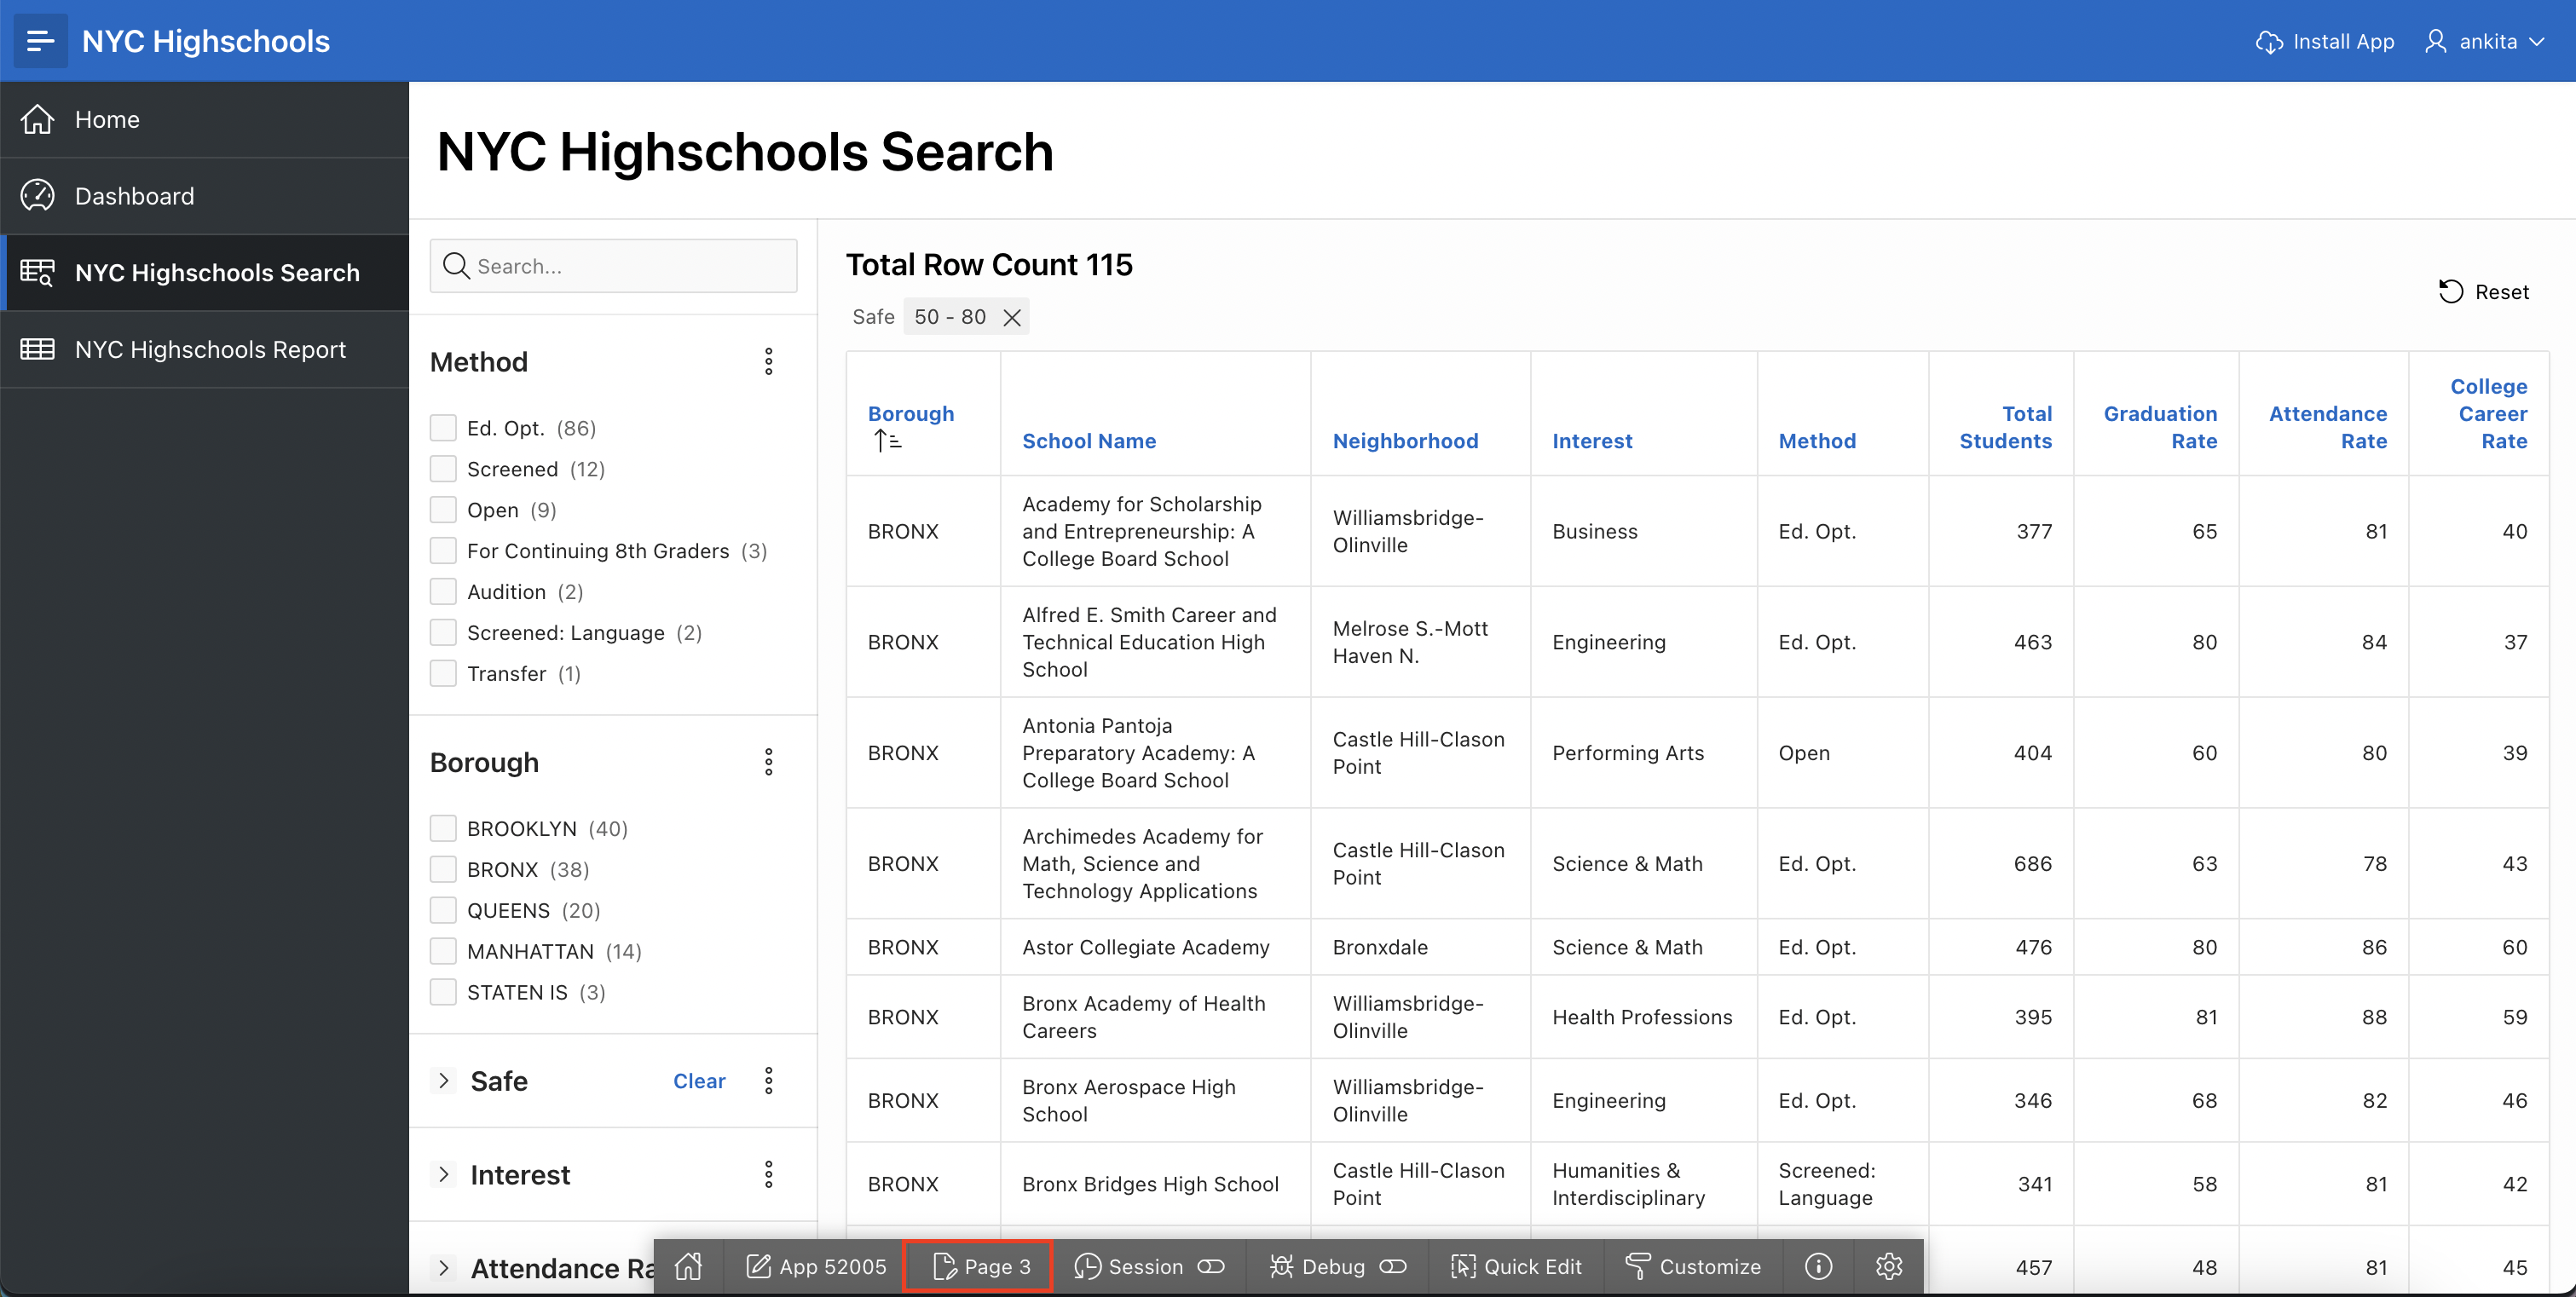 NYC Highschools
Install App
ankita
Home
Dashboard
NYC Highschools Search
NYC Highschools Report
NYC Highschools Search
Search...
Method
Ed. Opt. (86)
Screened (12)
Open (9)
For Continuing 8th Graders (3)
Audition (2)
Screened: Language (2)
Transfer (1)
Borough
BROOKLYN (40)
BRONX (38)
QUEENS (20)
MANHATTAN (14)
STATEN IS (3)
Safe Clear
Interest
Attendance Ra
Total Row Count 115
Safe 50 - 80
Reset
Borough
School Name
Neighborhood
Interest
Method
Total
Students
Graduation
Rate
Attendance
Rate
College
Career
Rate
BRONX
Academy for Scholarship
and Entrepreneurship: A
College Board School
Williamsbridge-
Olinville
Business
Ed. Opt.
377
65
81
40
BRONX
Alfred E. Smith Career and
Technical Education High
School
Melrose S.-Mott
Haven N.
Engineering
Ed. Opt.
463
80
84
37
BRONX
Antonia Pantoja
Preparatory Academy: A
College Board School
Castle Hill-Clason
Point
Performing Arts
Open
404
60
80
39
BRONX
Archimedes Academy for
Math, Science and
Technology Applications
Castle Hill-Clason
Point
Science & Math
Ed. Opt.
686
63
78
43
BRONX
Astor Collegiate Academy
Bronxdale
Science & Math
Ed. Opt.
476
80
86
60
BRONX
Bronx Academy of Health
Careers
Williamsbridge-
Olinville
Health Professions
Ed. Opt.
395
81
88
59
BRONX
Bronx Aerospace High
School
Williamsbridge-
Olinville
Engineering
Ed. Opt.
346
68
82
46
BRONX
Bronx Bridges High School
Castle Hill-Clason
Point
Humanities &
Interdisciplinary
Screened:
Language
341
58
81
42
457
48
81
45
App 52005
Page 3
Session
Debug
Quick Edit
Customize